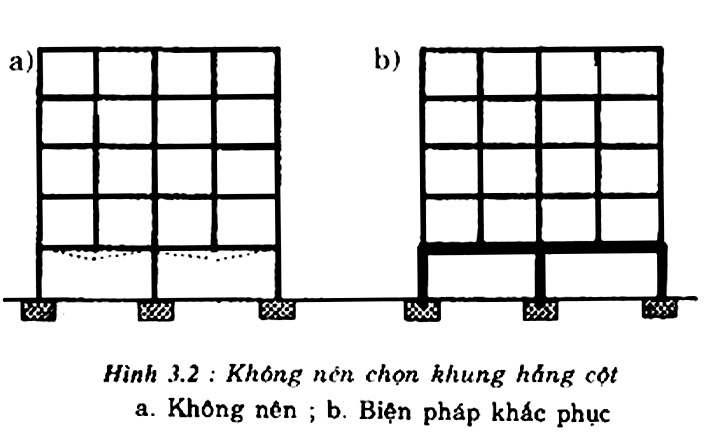 a)
b)
Hình 3.2 : Không nên chọn khung hẫng cột
a. Không nên ; b. Biện pháp khắc phục